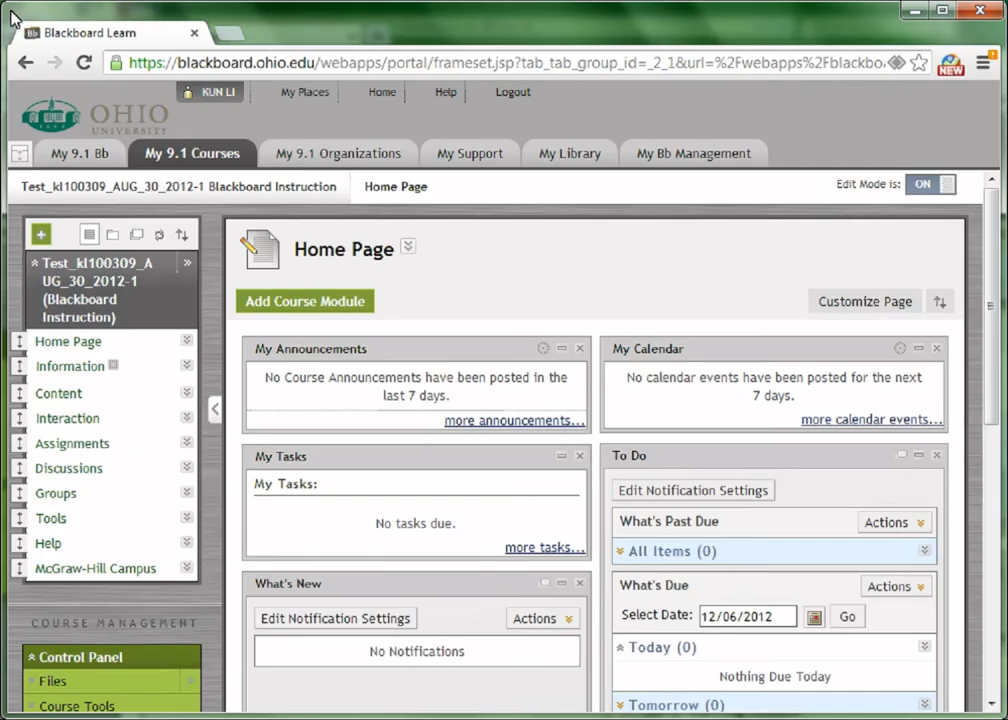 Blackboard Learn
https://blackboard.ohio.edu/webapps/portal/frameset.jsp?tab_tab_group_id=_2_1&url=%2Fwebapps%2Fblackbo
NEW
KUN LI
My Places
Home
Help
Logout
OHIO
UNIVERSITY
My 9.1 Bb
My 9.1 Courses
My 9.1 Organizations
My Support
My Library
My Bb Management
Test_kl100309_AUG_30_2012-1 Blackboard Instruction
Home Page
Edit Mode is:
ON
Test_kl100309_A
UG_30_2012-1
(Blackboard
Instruction)
Home Page
Information
Content
Interaction
Assignments
Discussions
Groups
Tools
Help
McGraw-Hill Campus
COURSE MANAGEMENT
Control Panel
Files
Course Tools
Home Page
Add Course Module
Customize Page
My Announcements
No Course Announcements have been posted in the
last 7 days.
more announcements...
My Tasks
My Tasks:
No tasks due.
more tasks...
What's New
Edit Notification Settings
Actions
No Notifications
My Calendar
No calendar events have been posted for the next
7 days.
more calendar events...
To Do
Edit Notification Settings
What's Past Due
Actions
All Items (0)
What's Due
Actions
Select Date:
12/06/2012
Go
Today (0)
Nothing Due Today
Tomorrow (0)